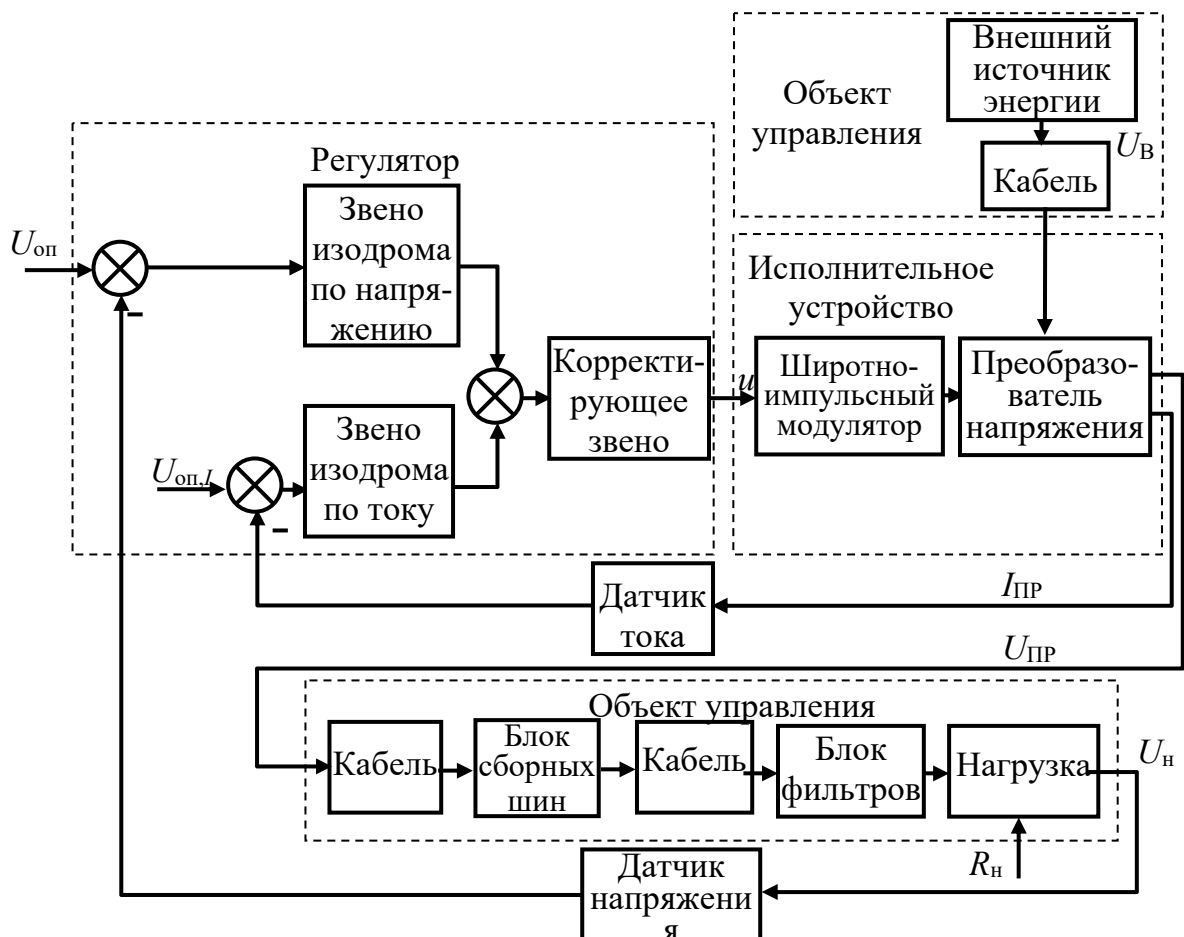 Внешний
источник
энергии
Объект
управления
U_В
Кабель
Регулятор
Звено
изодрома
по напря-
жению
U_оп
Исполнительное
устройство
Корректи-
рующее
звено
u
Широтно-
импульсный
модулятор
Преобразо-
ватель
напряжения
Звено
изодрома
по току
U_оп,I
Датчик
тока
I_ПР
U_ПР
Объект управления
Кабель
Блок
сборных
шин
Кабель
Блок
фильтров
Нагрузка
U_н
R_н
Датчик
напряжени
я